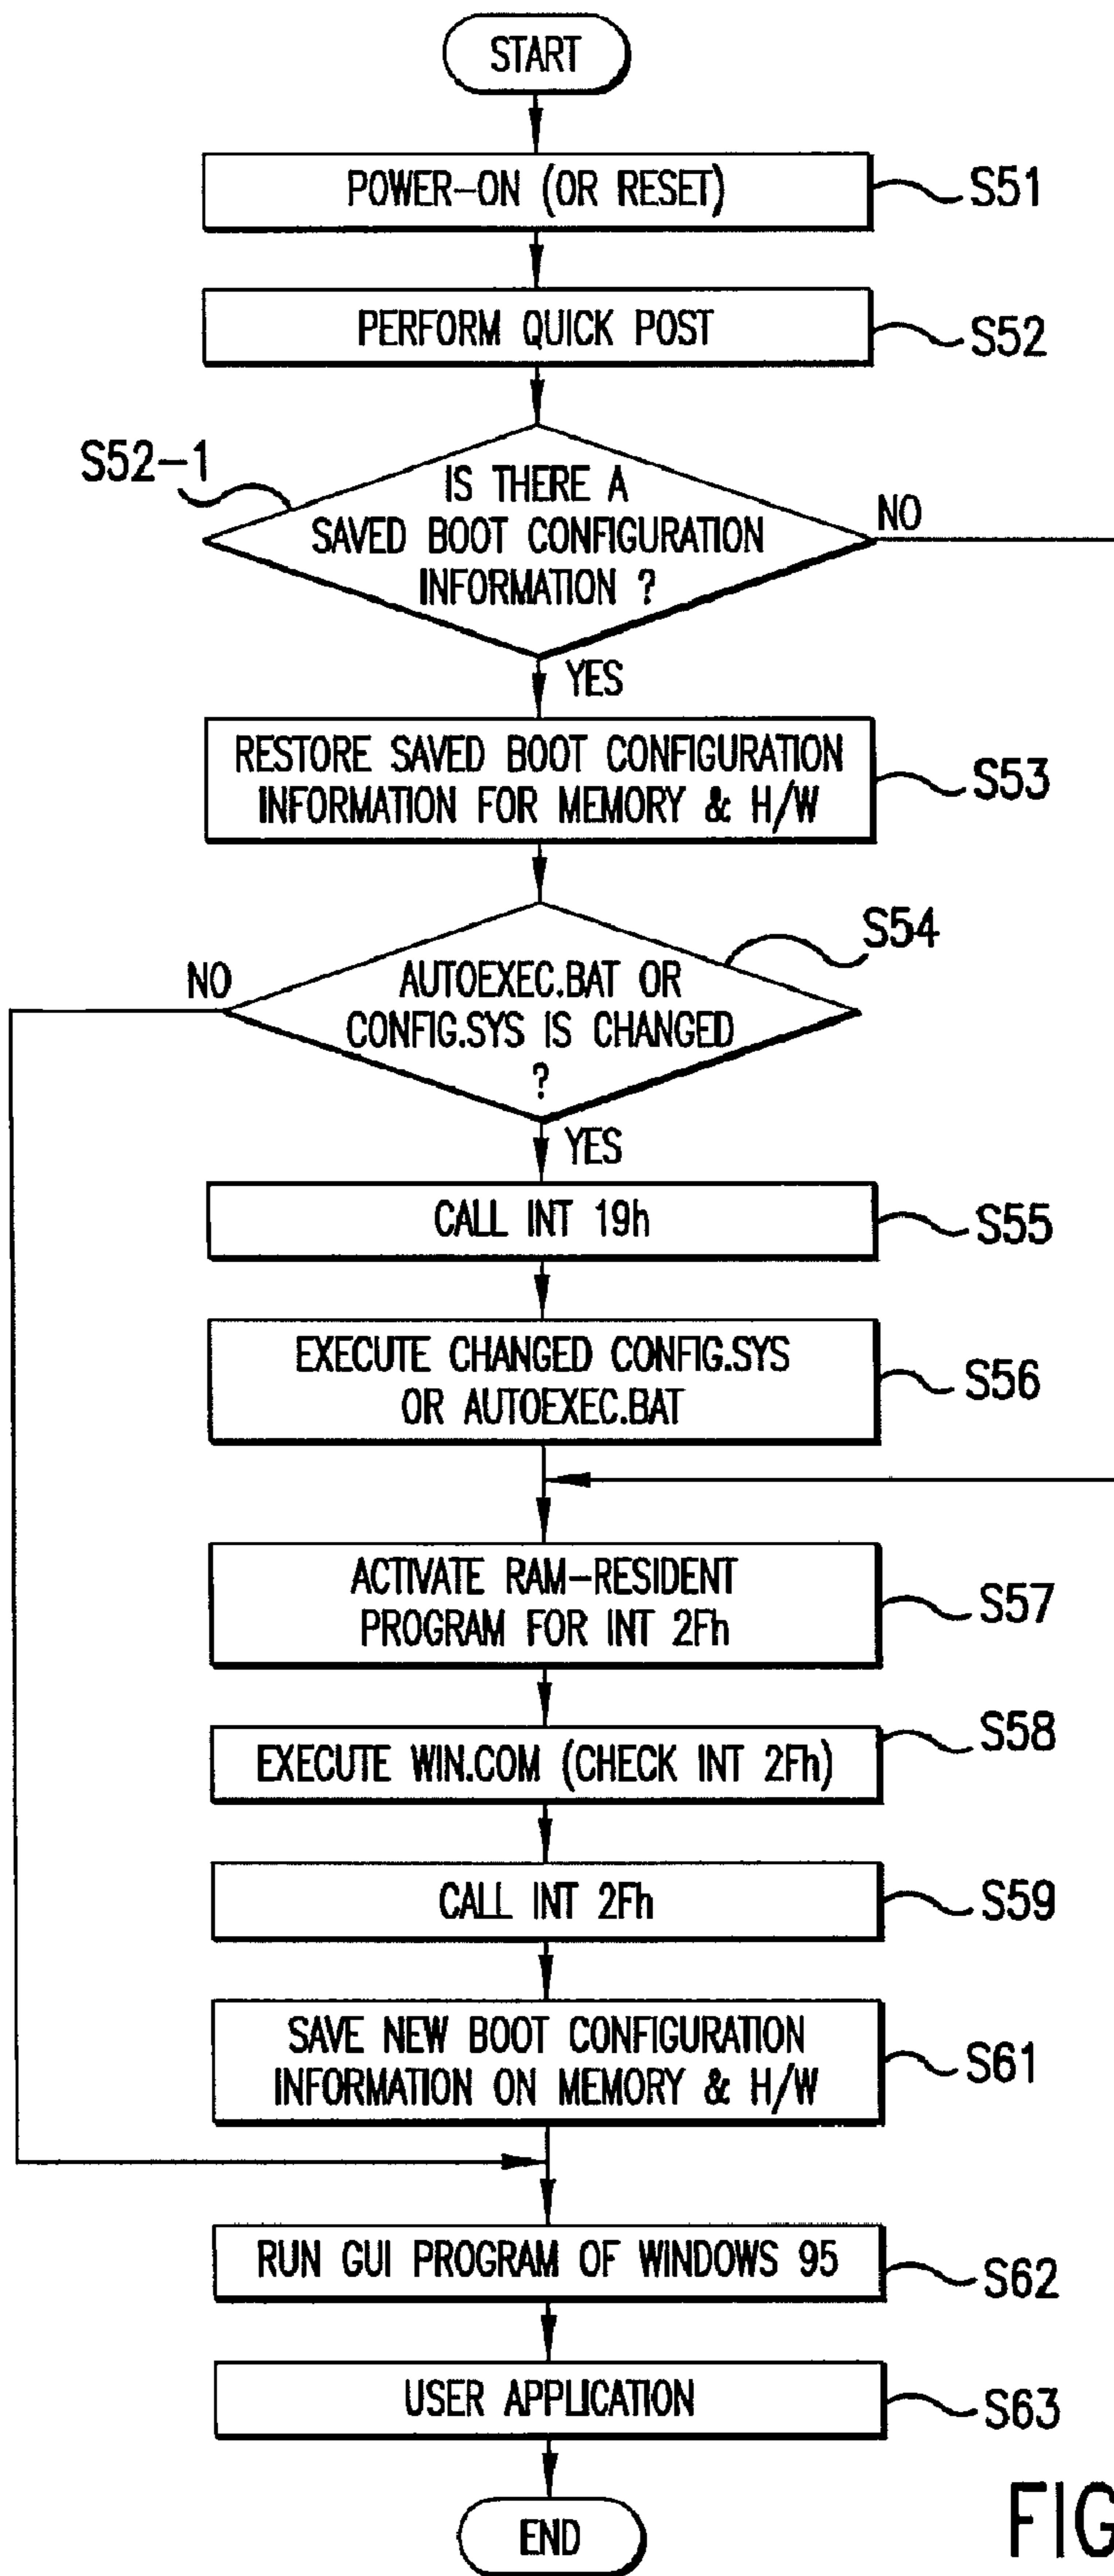 START
POWER-ON (OR RESET)
S51
PERFORM QUICK POST
S52
S52-1
IS THERE A
SAVED BOOT CONFIGURATION
INFORMATION ?
NO
YES
RESTORE SAVED BOOT CONFIGURATION
INFORMATION FOR MEMORY & H/W
S53
S54
NO
AUTOEXEC.BAT OR
CONFIG.SYS IS CHANGED
?
YES
CALL INT 19h
S55
EXECUTE CHANGED CONFIG.SYS
OR AUTOEXEC.BAT
S56
ACTIVATE RAM-RESIDENT
PROGRAM FOR INT 2Fh
S57
EXECUTE WIN.COM (CHECK INT 2Fh)
S58
CALL INT 2Fh
S59
SAVE NEW BOOT CONFIGURATION
INFORMATION ON MEMORY & H/W
S61
RUN GUI PROGRAM OF WINDOWS 95
S62
USER APPLICATION
S63
END
FIG